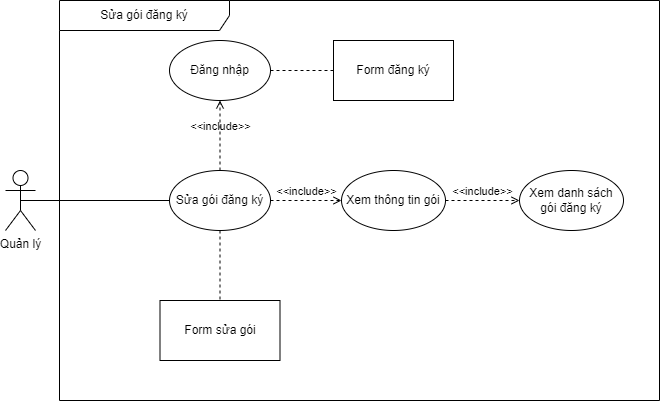 Sửa gói đăng ký
Đăng nhập
Form đăng ký
<<include>>
Sửa gói đăng ký
<<include>>
Xem thông tin gói
<<include>>
Xem danh sách
gói đăng ký
Quản lý
Form sửa gói